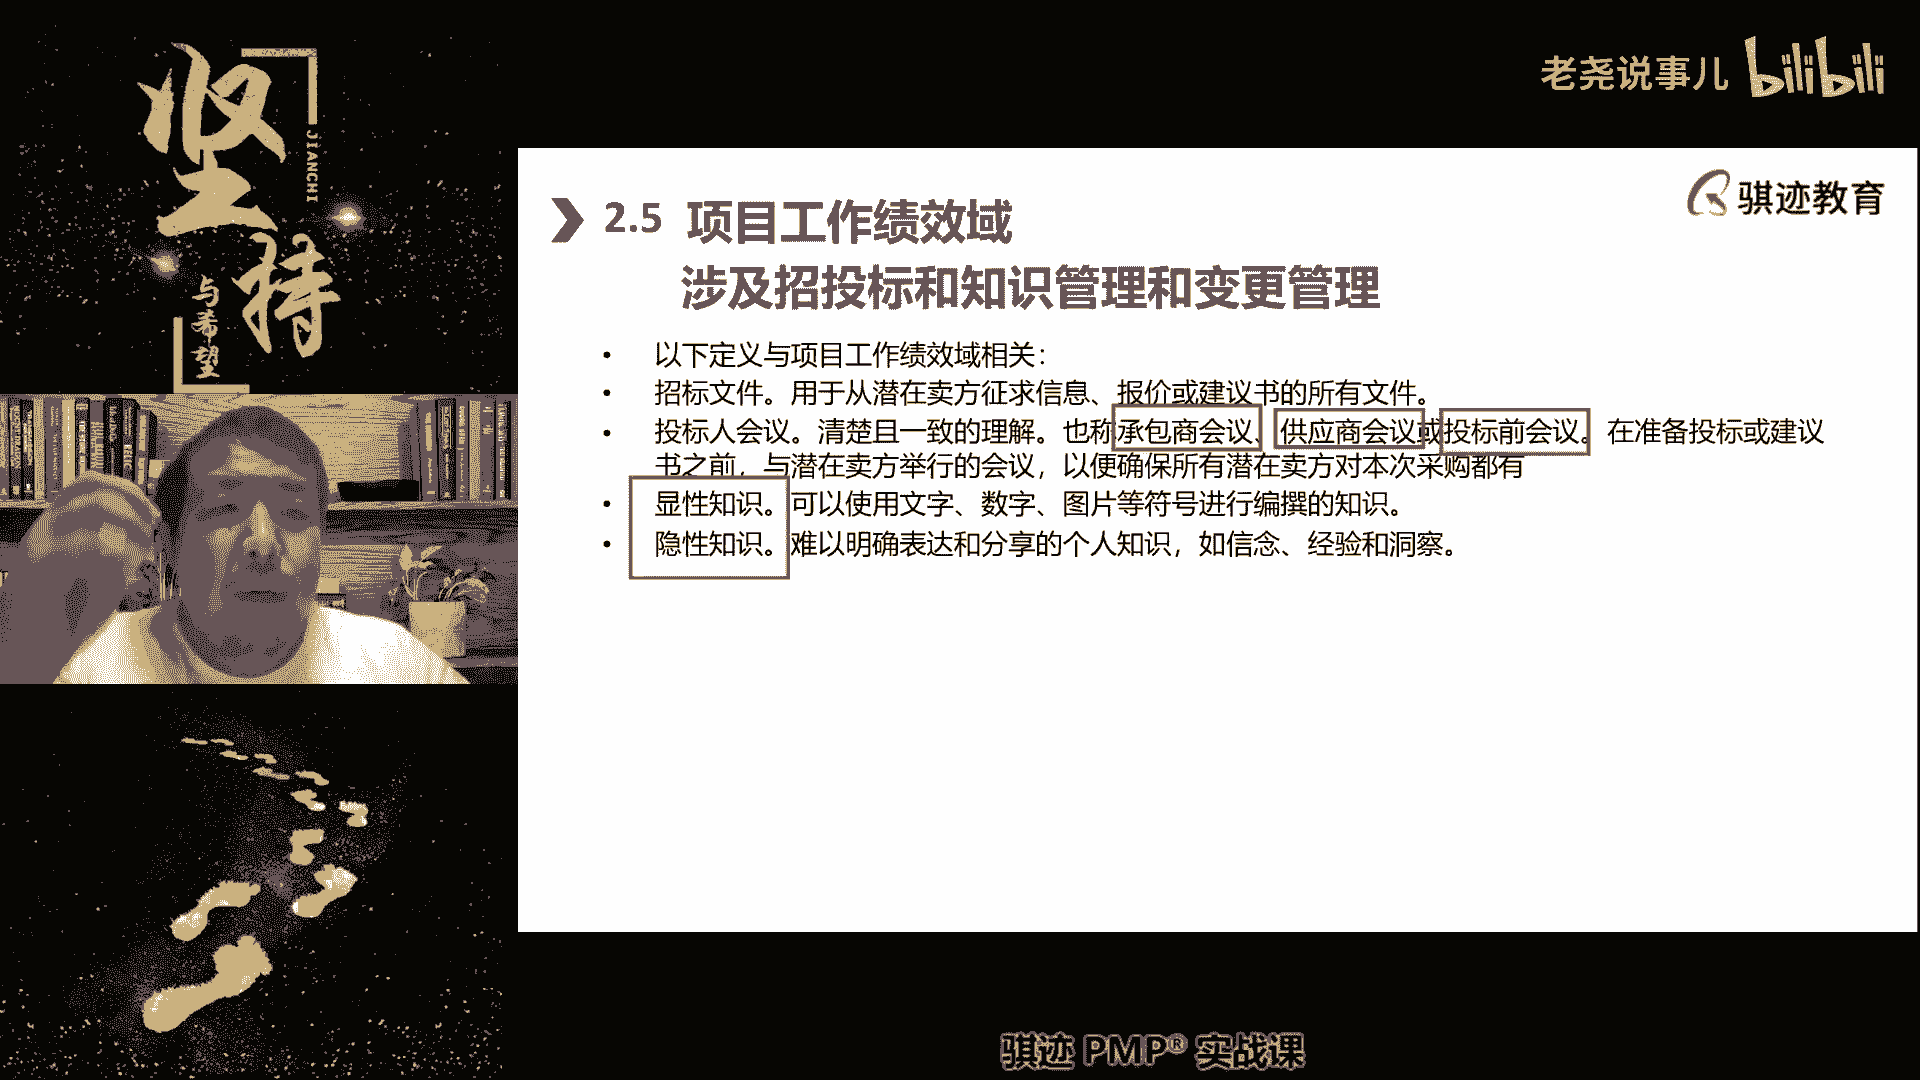 坚持
JIANCHI
与希望
老尧说事儿 bilibili
骐迹教育
2.5 项目工作绩效域
涉及招投标和知识管理和变更管理
• 以下定义与项目工作绩效域相关：
• 招标文件。用于从潜在卖方征求信息、报价或建议书的所有文件。
• 投标人会议。清楚且一致的理解。也称承包商会议、供应商会议或投标前会议。在准备投标或建议
书之前，与潜在卖方举行的会议，以便确保所有潜在卖方对本次采购都有
• 显性知识。可以使用文字、数字、图片等符号进行编撰的知识。
• 隐性知识。难以明确表达和分享的个人知识，如信念、经验和洞察。
骐迹 PMP® 实战课